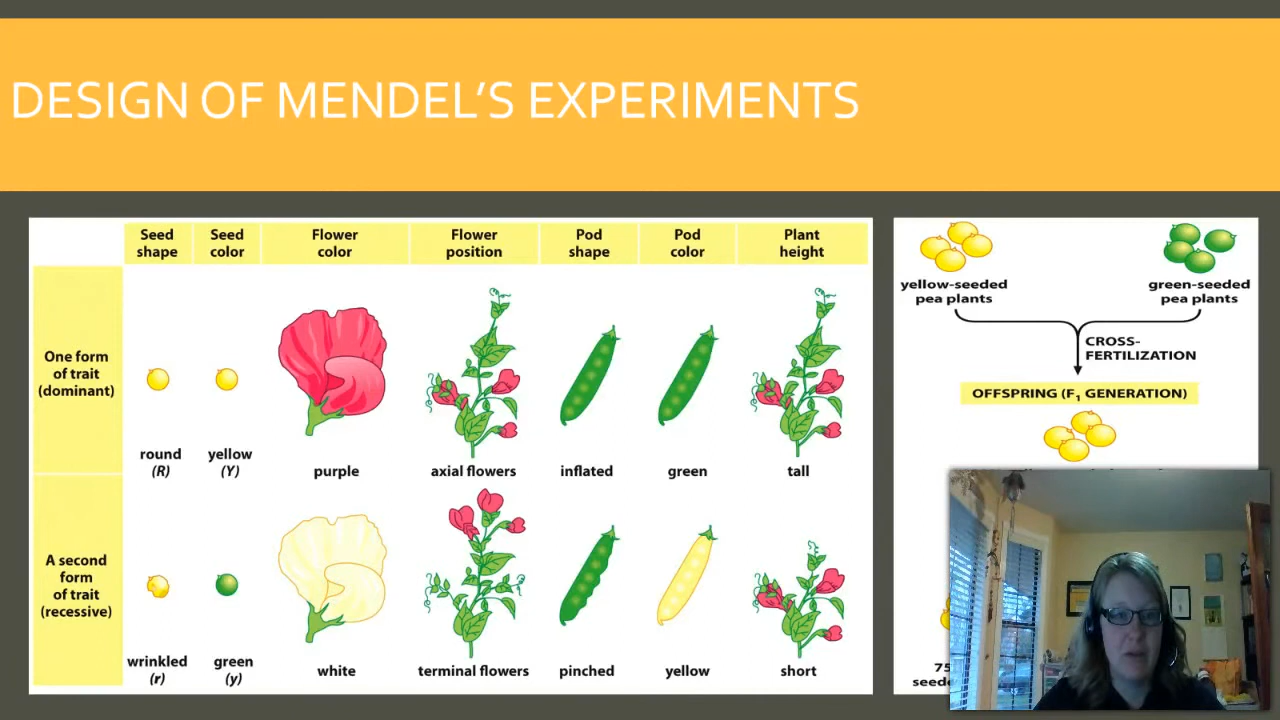 DESIGN OF MENDEL'S EXPERIMENTS
Seed shape
Seed color
Flower color
Flower position
Pod shape
Pod color
Plant height
One form
of trait
(dominant)
round
(R)
yellow
(Y)
purple
axial flowers
inflated
green
tall
A second
form
of trait
(recessive)
wrinkled
(r)
green
(y)
white
terminal flowers
pinched
yellow
short
yellow-seeded
pea plants
green-seeded
pea plants
CROSS-
FERTILIZATION
OFFSPRING (F1 GENERATION)
75
seede